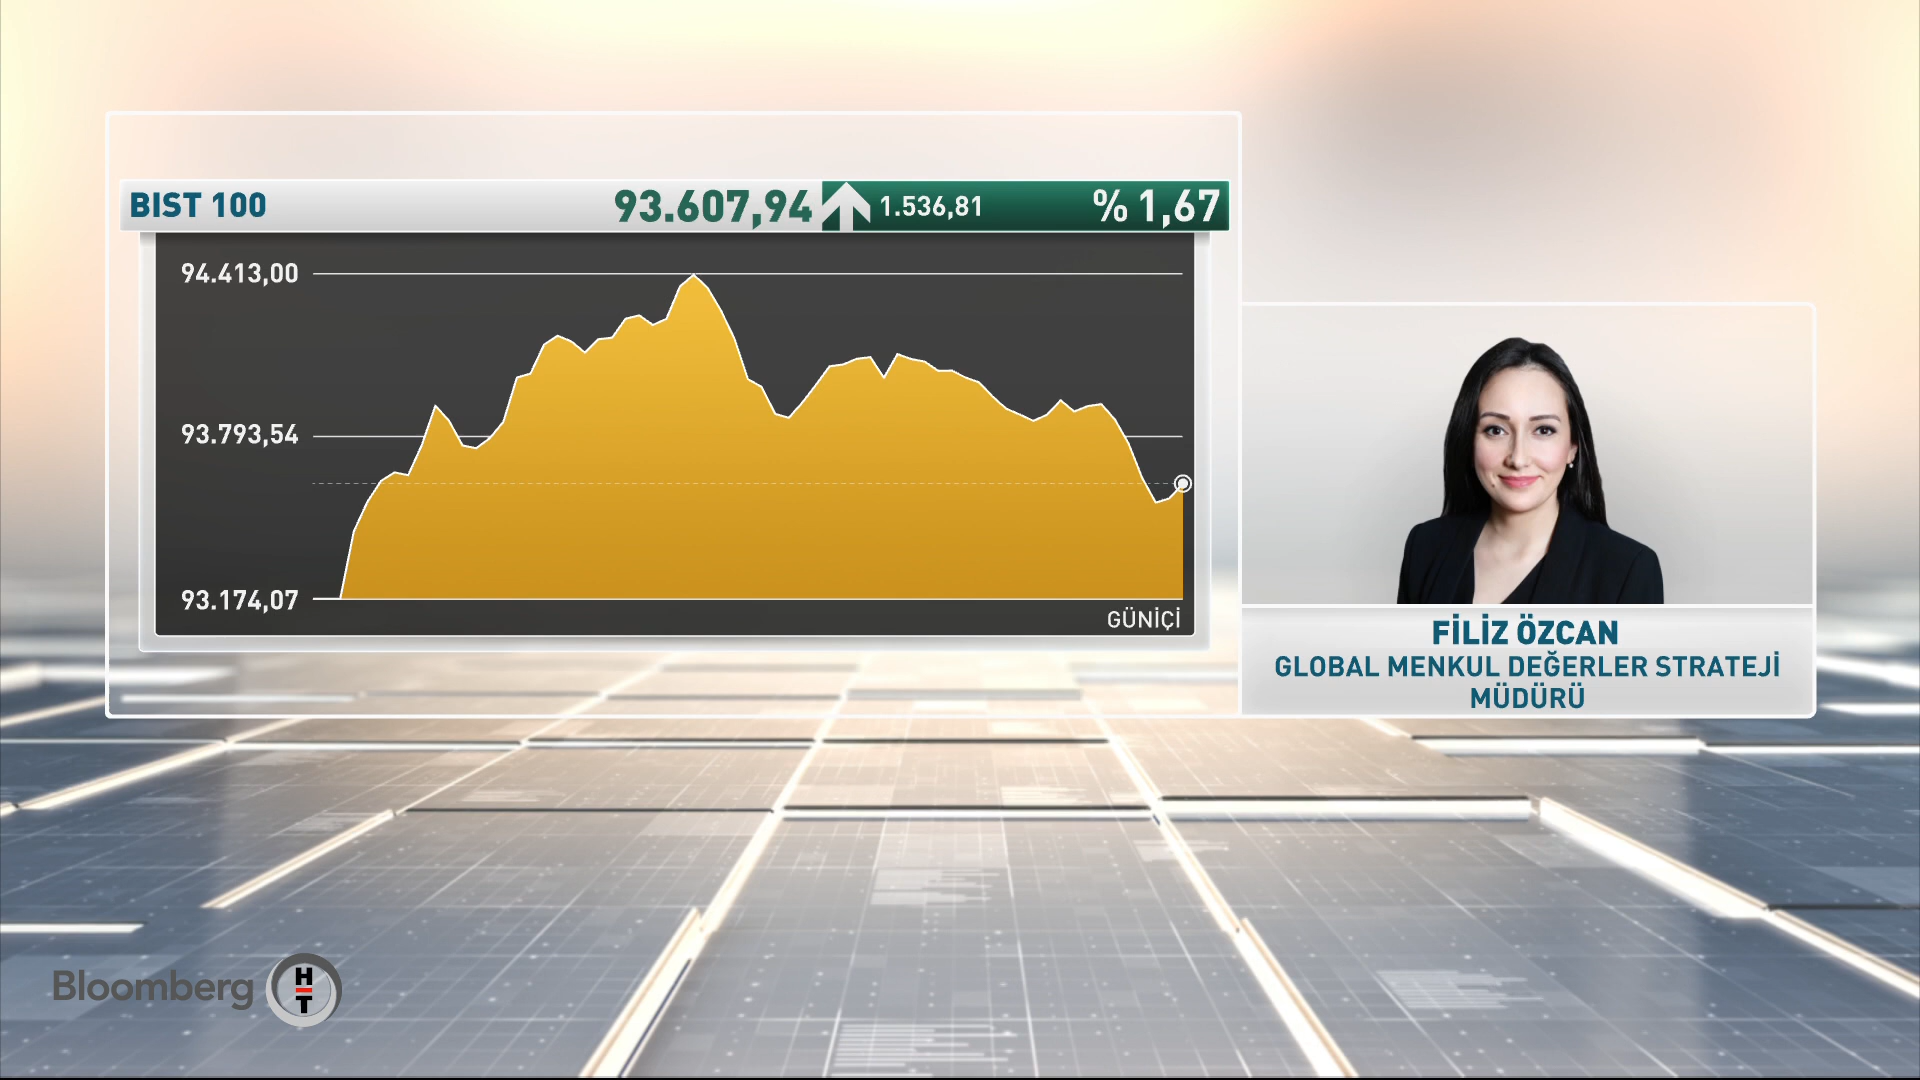 BIST 100 93.607,94 1.536,81 % 1,67
94.413,00
93.793,54
93.174,07
GÜNİÇİ
FİLİZ ÖZCAN
GLOBAL MENKUL DEĞERLER STRATEJİ
MÜDÜRÜ
Bloomberg HT